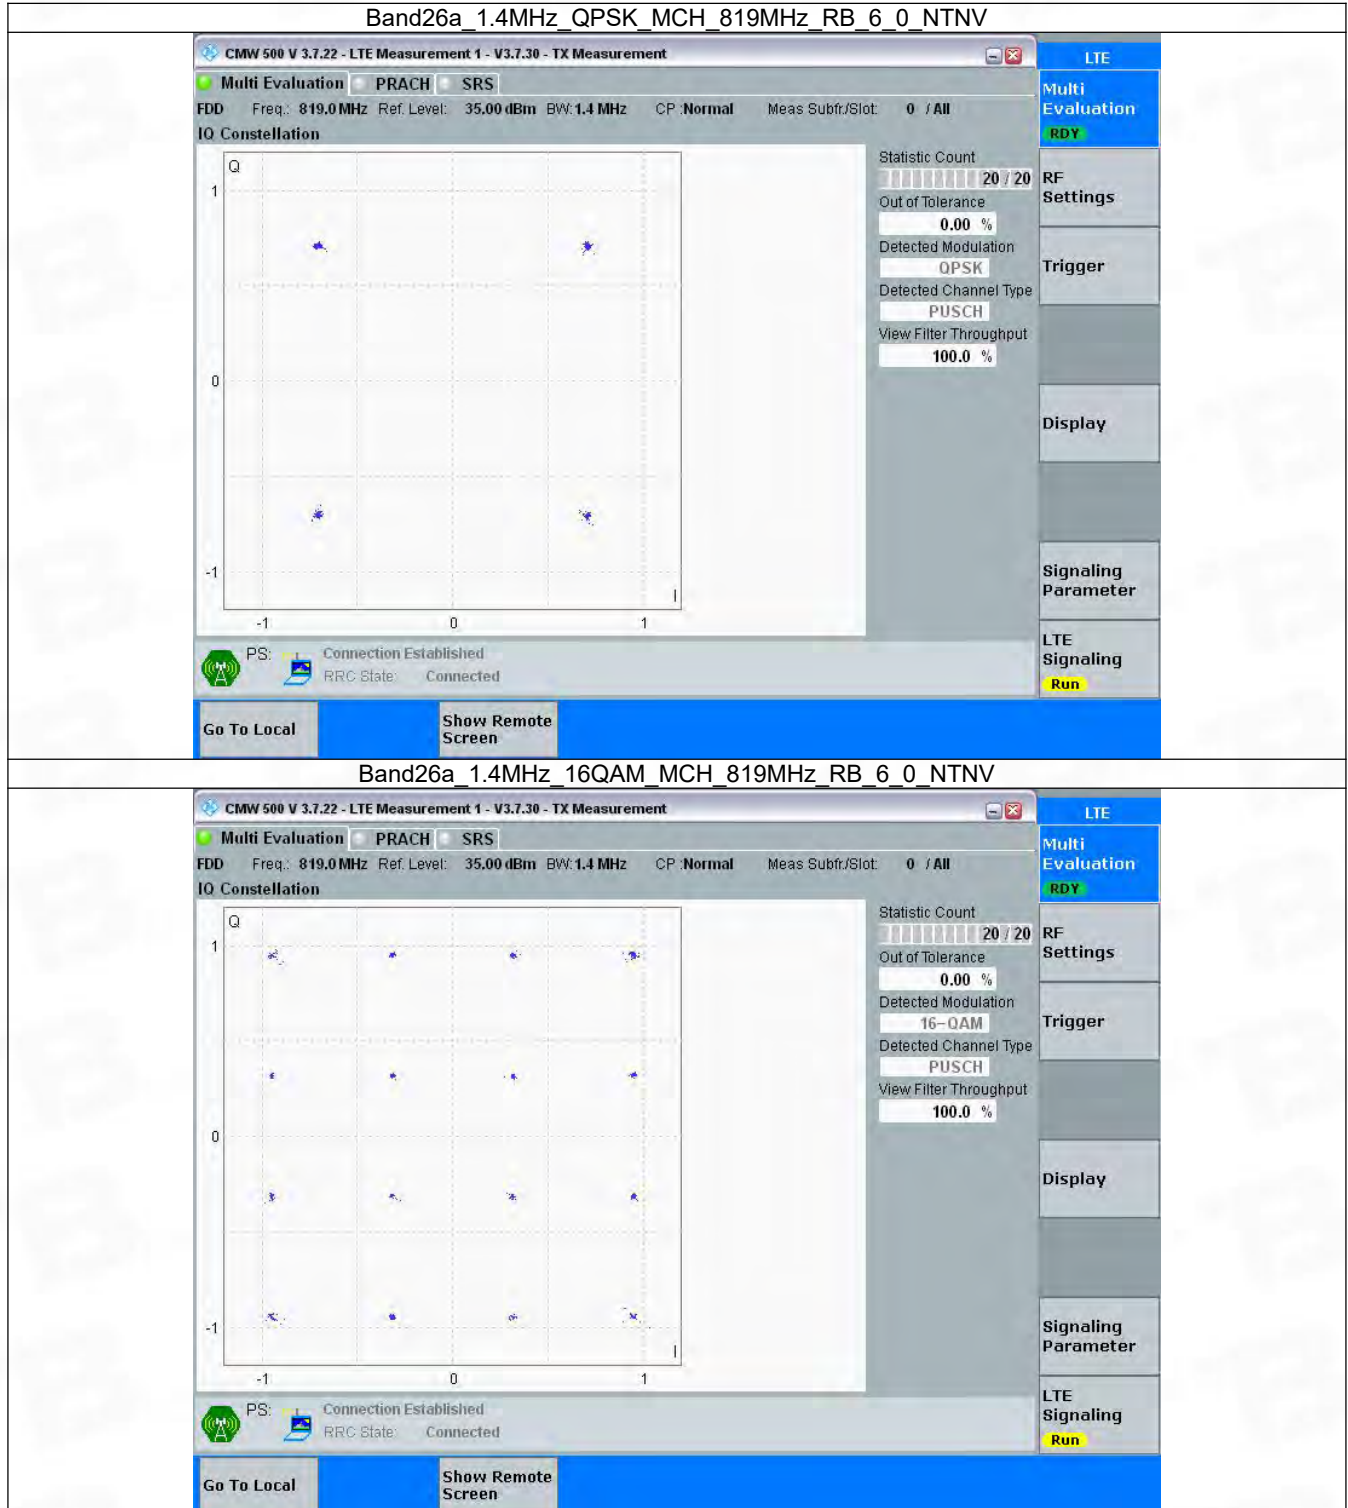 Band26a_1.4MHz_QPSK_MCH_819MHz_RB_6_0_NTNV
CMW 500 V 3.7.22 - LTE Measurement 1 - V3.7.30 - TX Measurement
LTE
Multi Evaluation PRACH SRS
Multi
Evaluation
RDY
FDD Freq.: 819.0 MHz Ref. Level: 35.00 dBm BW: 1.4 MHz CP :Normal Meas Subfr./Slot: 0 / All
IQ Constellation
Q
1
0
-1
I
-1 0 1
Statistic Count
20 / 20
Out of Tolerance
0.00 %
Detected Modulation
QPSK
Detected Channel Type
PUSCH
View Filter Throughput
100.0 %
RF
Settings
Trigger
Display
Signaling
Parameter
LTE
Signaling
Run
PS: Connection Established
RRC State: Connected
Go To Local
Show Remote
Screen
Band26a_1.4MHz_16QAM_MCH_819MHz_RB_6_0_NTNV
CMW 500 V 3.7.22 - LTE Measurement 1 - V3.7.30 - TX Measurement
LTE
Multi Evaluation PRACH SRS
Multi
Evaluation
RDY
FDD Freq.: 819.0 MHz Ref. Level: 35.00 dBm BW: 1.4 MHz CP :Normal Meas Subfr./Slot: 0 / All
IQ Constellation
Q
1
0
-1
I
-1 0 1
Statistic Count
20 / 20
Out of Tolerance
0.00 %
Detected Modulation
16-QAM
Detected Channel Type
PUSCH
View Filter Throughput
100.0 %
RF
Settings
Trigger
Display
Signaling
Parameter
LTE
Signaling
Run
PS: Connection Established
RRC State: Connected
Go To Local
Show Remote
Screen